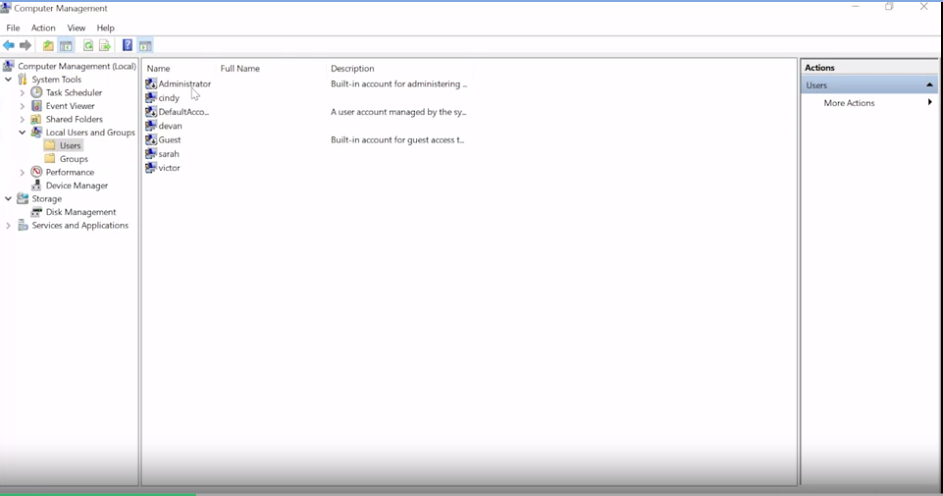 Computer Management
File Action View Help
Computer Management (Local)
System Tools
Task Scheduler
Event Viewer
Shared Folders
Local Users and Groups
Users
Groups
Performance
Device Manager
Storage
Disk Management
Services and Applications
Name Full Name Description
Administrator Built-in account for administering ...
cindy
DefaultAcco... A user account managed by the sy...
devan
Guest Built-in account for guest access t...
sarah
victor
Actions
Users
More Actions